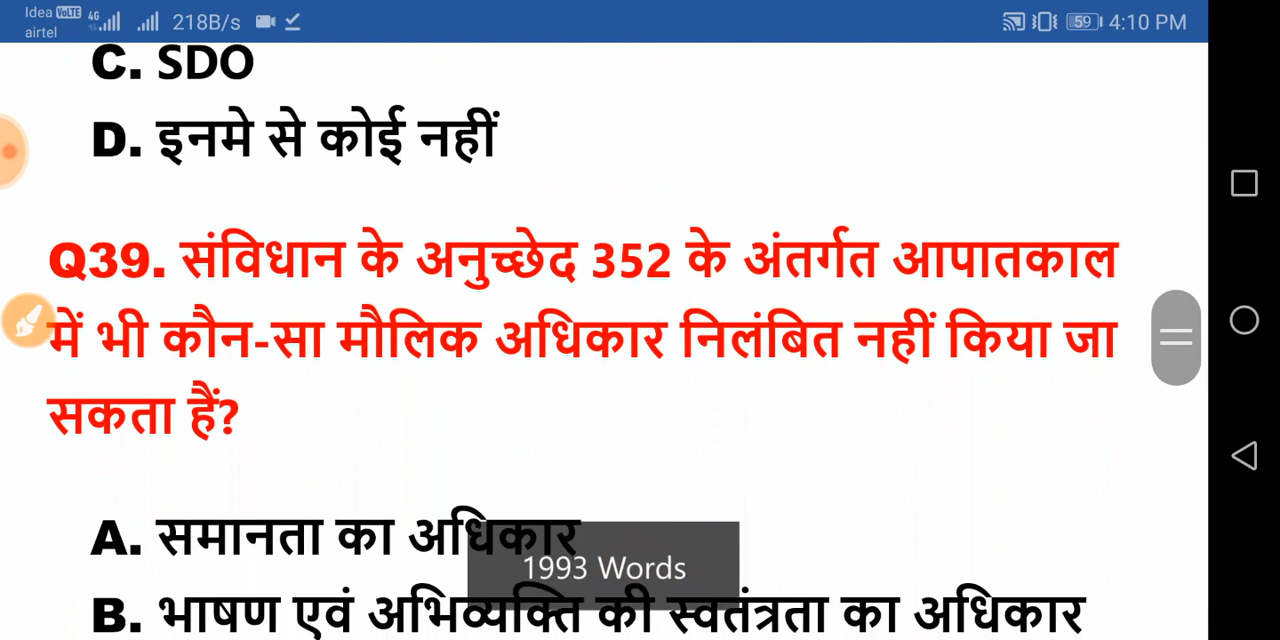 Idea VoLTE 4G 218B/s 59 4:10 PM
airtel
C. SDO
D. इनमे से कोई नहीं
Q39. संविधान के अनुच्छेद 352 के अंतर्गत आपातकाल
में भी कौन-सा मौलिक अधिकार निलंबित नहीं किया जा
सकता हैं?
A. समानता का अधिकार
1993 Words
B. भाषण एवं अभिव्यक्ति की स्वतंत्रता का अधिकार